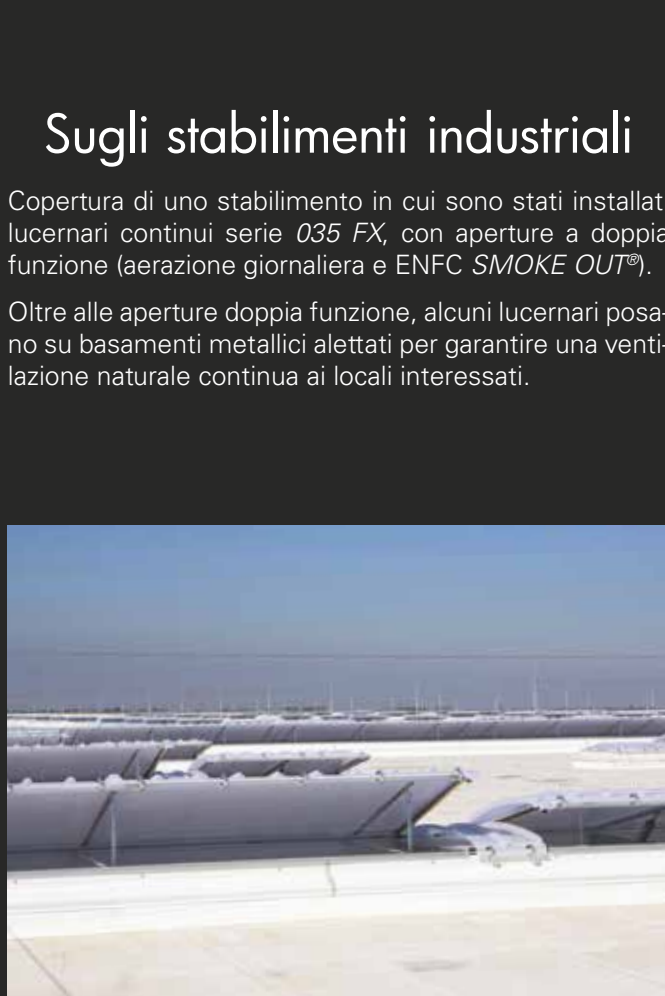 Sugli stabilimenti industriali
Copertura di uno stabilimento in cui sono stati installati
lucernari continui serie 035 FX, con aperture a doppia
funzione (aerazione giornaliera e ENFC SMOKE OUT®).
Oltre alle aperture doppia funzione, alcuni lucernari posa-
no su basamenti metallici alettati per garantire una venti-
lazione naturale continua ai locali interessati.